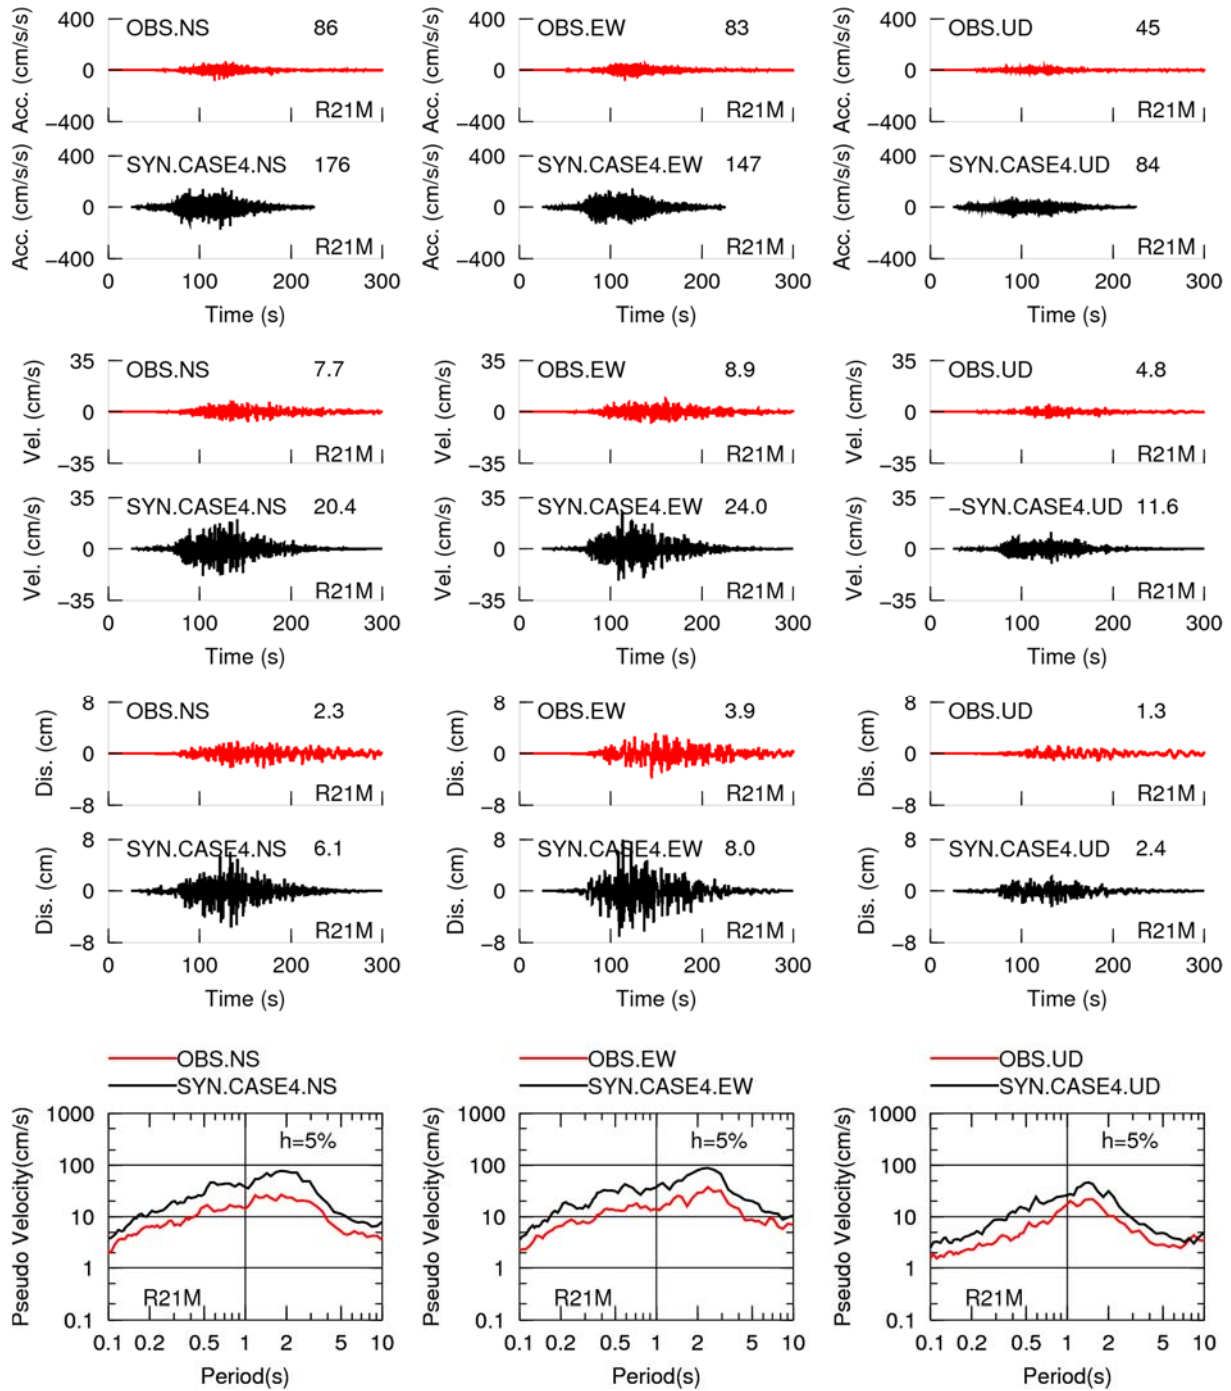 400 OBS.NS 86 400 OBS.EW 83 400 OBS.UD 45
Acc. (cm/s/s) 0 Acc. (cm/s/s) 0 Acc. (cm/s/s) 0
−400 R21M −400 R21M −400 R21M
400 SYN.CASE4.NS 176 400 SYN.CASE4.EW 147 400 SYN.CASE4.UD 84
Acc. (cm/s/s) 0 Acc. (cm/s/s) 0 Acc. (cm/s/s) 0
−400 R21M −400 R21M −400 R21M
0 100 200 300 0 100 200 300 0 100 200 300
Time (s) Time (s) Time (s)
35 OBS.NS 7.7 35 OBS.EW 8.9 35 OBS.UD 4.8
Vel. (cm/s) 0 Vel. (cm/s) 0 Vel. (cm/s) 0
−35 R21M −35 R21M −35 R21M
35 SYN.CASE4.NS 20.4 35 SYN.CASE4.EW 24.0 35 −SYN.CASE4.UD 11.6
Vel. (cm/s) 0 Vel. (cm/s) 0 Vel. (cm/s) 0
−35 R21M −35 R21M −35 R21M
0 100 200 300 0 100 200 300 0 100 200 300
Time (s) Time (s) Time (s)
8 OBS.NS 2.3 8 OBS.EW 3.9 8 OBS.UD 1.3
Dis. (cm) 0 Dis. (cm) 0 Dis. (cm) 0
−8 R21M −8 R21M −8 R21M
8 SYN.CASE4.NS 6.1 8 SYN.CASE4.EW 8.0 8 SYN.CASE4.UD 2.4
Dis. (cm) 0 Dis. (cm) 0 Dis. (cm) 0
−8 R21M −8 R21M −8 R21M
0 100 200 300 0 100 200 300 0 100 200 300
Time (s) Time (s) Time (s)
OBS.NS OBS.EW OBS.UD
SYN.CASE4.NS SYN.CASE4.EW SYN.CASE4.UD
1000 1000 1000
h=5% h=5% h=5%
100 100 100
Pseudo Velocity(cm/s) Pseudo Velocity(cm/s) Pseudo Velocity(cm/s)
10 10 10
1 1 1
R21M R21M R21M
0.1 0.1 0.1
0.1 0.2 0.5 1 2 5 10 0.1 0.2 0.5 1 2 5 10 0.1 0.2 0.5 1 2 5 10
Period(s) Period(s) Period(s)